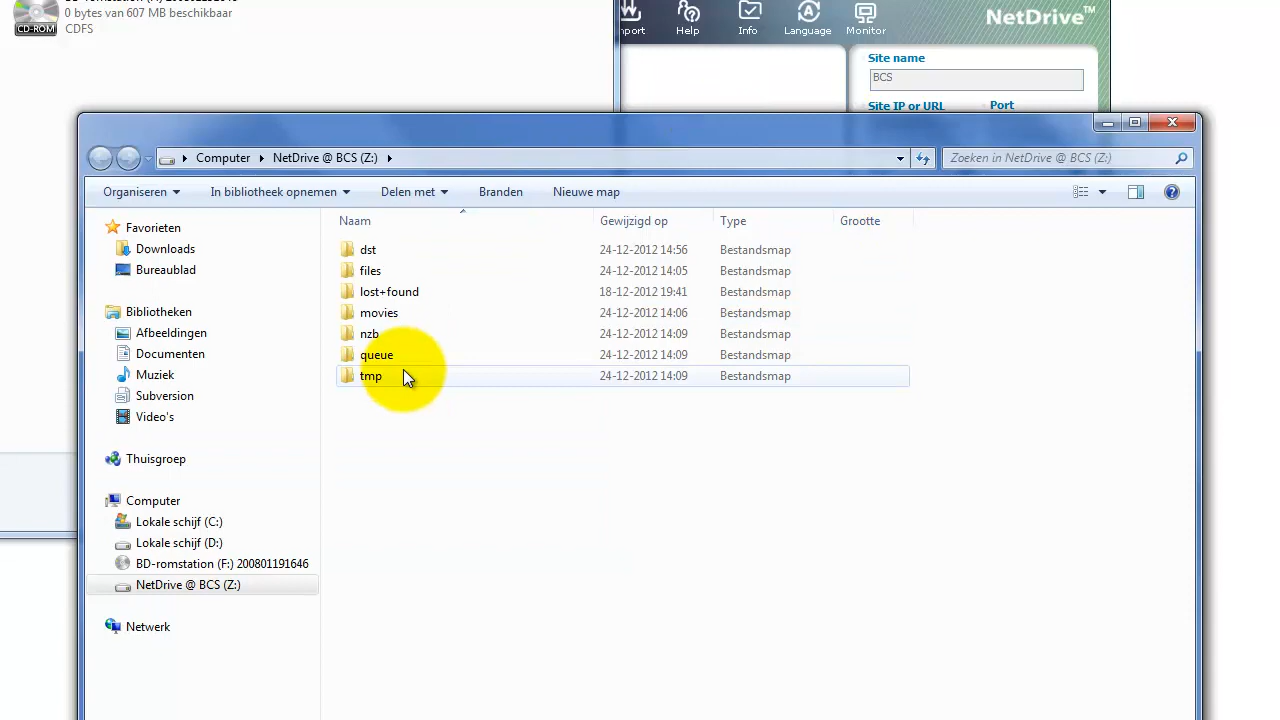 0 bytes van 607 MB beschikbaar
CD-ROM
CDFS
NetDrive™
Help
Info
Language
Monitor
Site name
BCS
Site IP or URL
Port
Computer
NetDrive @ BCS (Z:)
Zoeken in NetDrive @ BCS (Z:)
Organiseren
In bibliotheek opnemen
Delen met
Branden
Nieuwe map
Naam
Gewijzigd op
Type
Grootte
Favorieten
Downloads
Bureaublad
Bibliotheken
Afbeeldingen
Documenten
Muziek
Subversion
Video's
Thuisgroep
Computer
Lokale schijf (C:)
Lokale schijf (D:)
BD-romstation (F:) 200801191646
NetDrive @ BCS (Z:)
Netwerk
dst 24-12-2012 14:56 Bestandsmap
files 24-12-2012 14:05 Bestandsmap
lost+found 18-12-2012 19:41 Bestandsmap
movies 24-12-2012 14:06 Bestandsmap
nzb 24-12-2012 14:09 Bestandsmap
queue 24-12-2012 14:09 Bestandsmap
tmp 24-12-2012 14:09 Bestandsmap